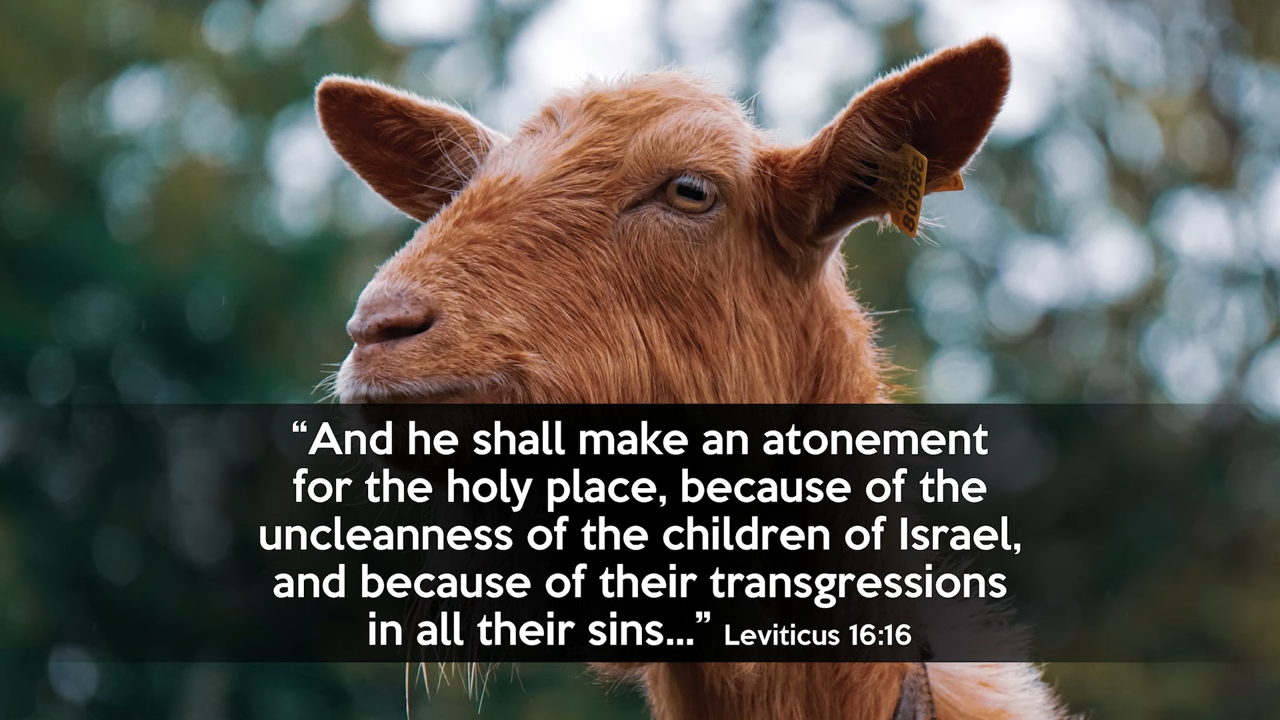 “And he shall make an atonement
for the holy place, because of the
uncleanness of the children of Israel,
and because of their transgressions
in all their sins...” Leviticus 16:16